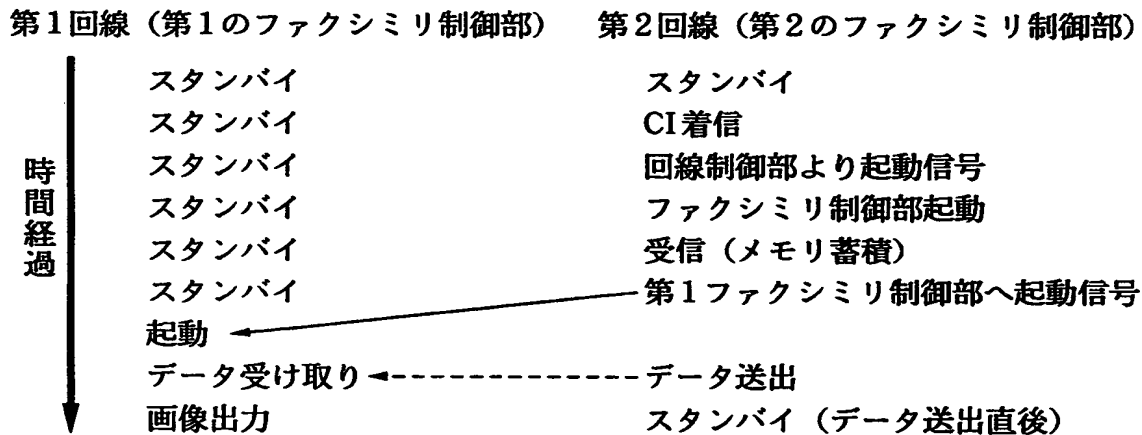 第1回線（第1のファクシミリ制御部） 第2回線（第2のファクシミリ制御部）
時間経過
スタンバイ スタンバイ
スタンバイ CI着信
スタンバイ 回線制御部より起動信号
スタンバイ ファクシミリ制御部起動
スタンバイ 受信（メモリ蓄積）
スタンバイ 第1ファクシミリ制御部へ起動信号
起動
データ受け取り データ送出
画像出力 スタンバイ（データ送出直後）